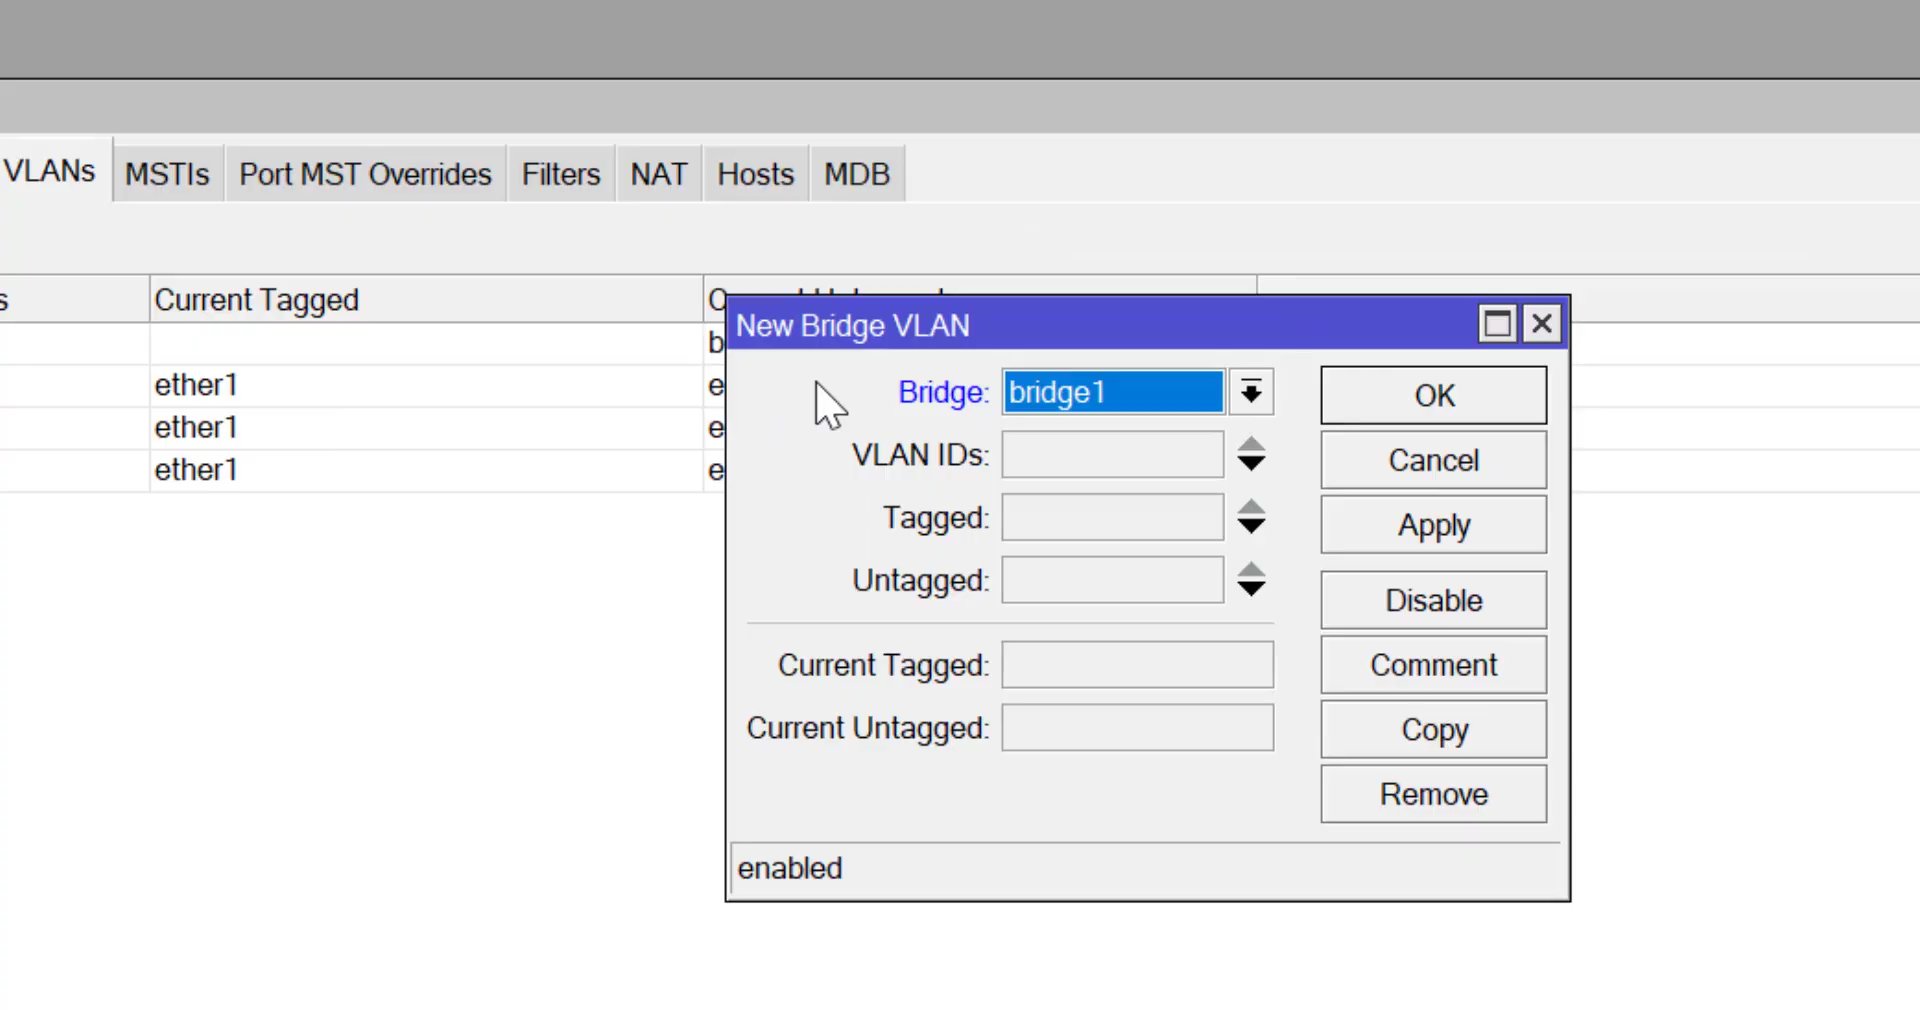 VLANs MSTIs Port MST Overrides Filters NAT Hosts MDB
Current Tagged
ether1
ether1
ether1
New Bridge VLAN
Bridge: bridge1
VLAN IDs:
Tagged:
Untagged:
Current Tagged:
Current Untagged:
OK
Cancel
Apply
Disable
Comment
Copy
Remove
enabled